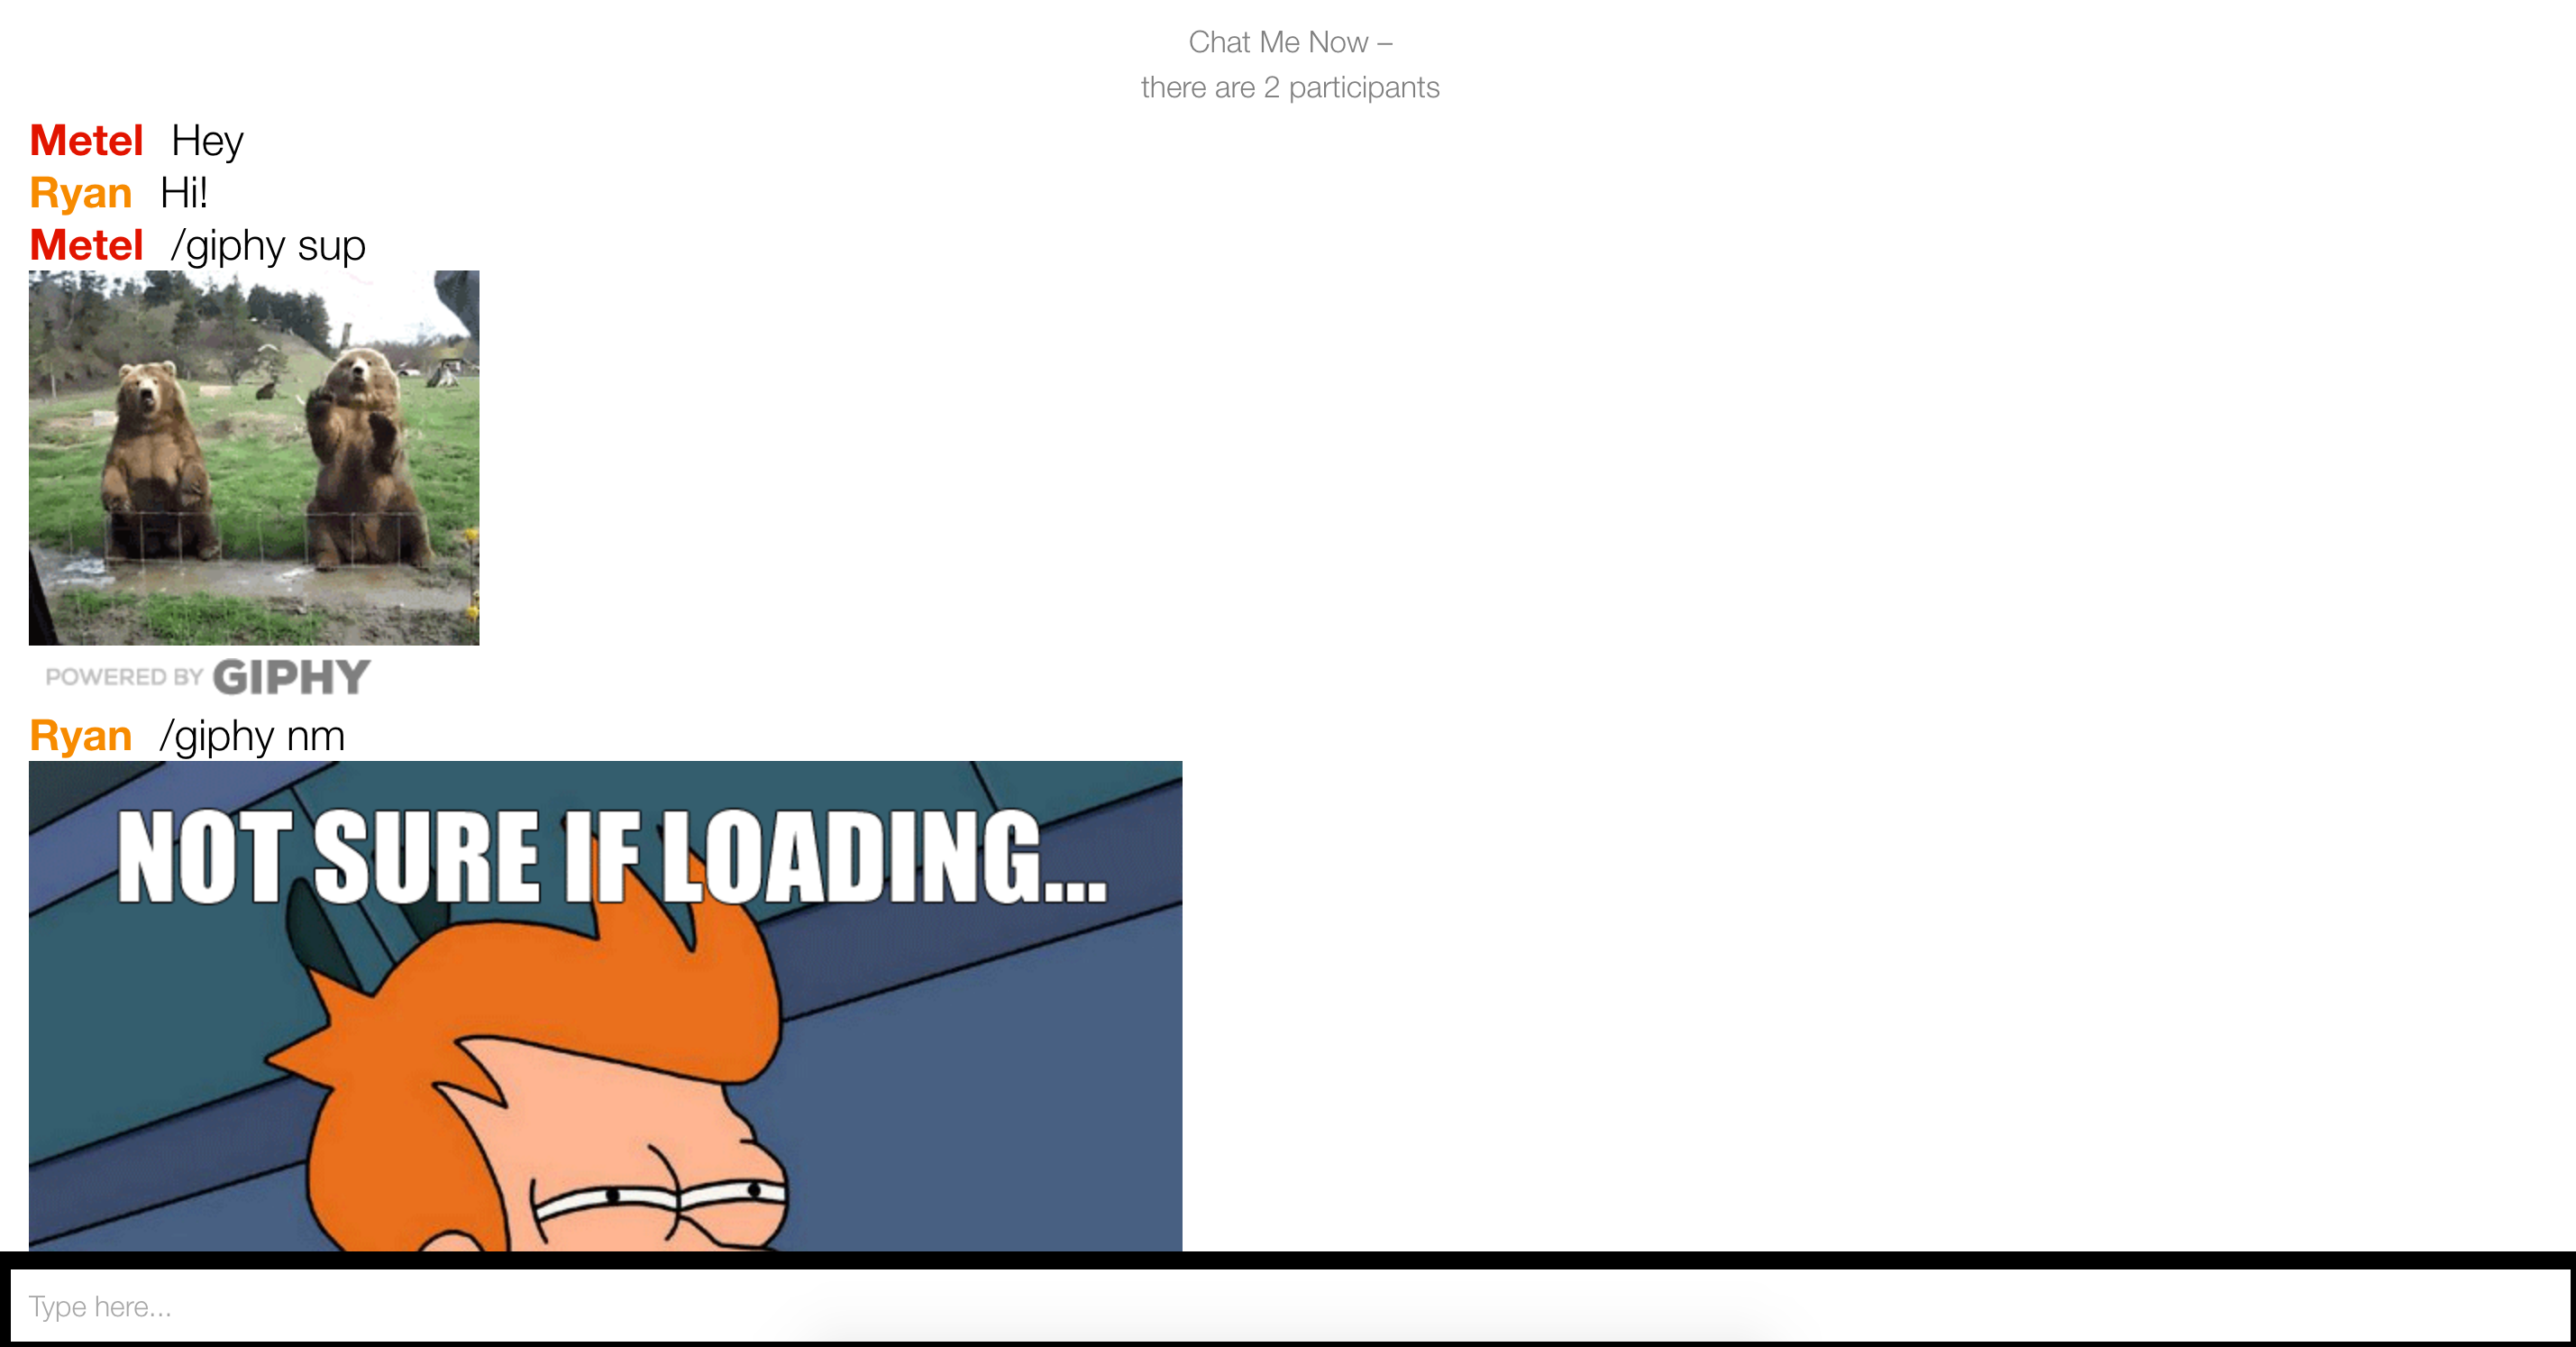 Chat Me Now –
there are 2 participants
Metel Hey
Ryan Hi!
Metel /giphy sup
POWERED BY GIPHY
Ryan /giphy nm
NOT SURE IF LOADING...
Type here...